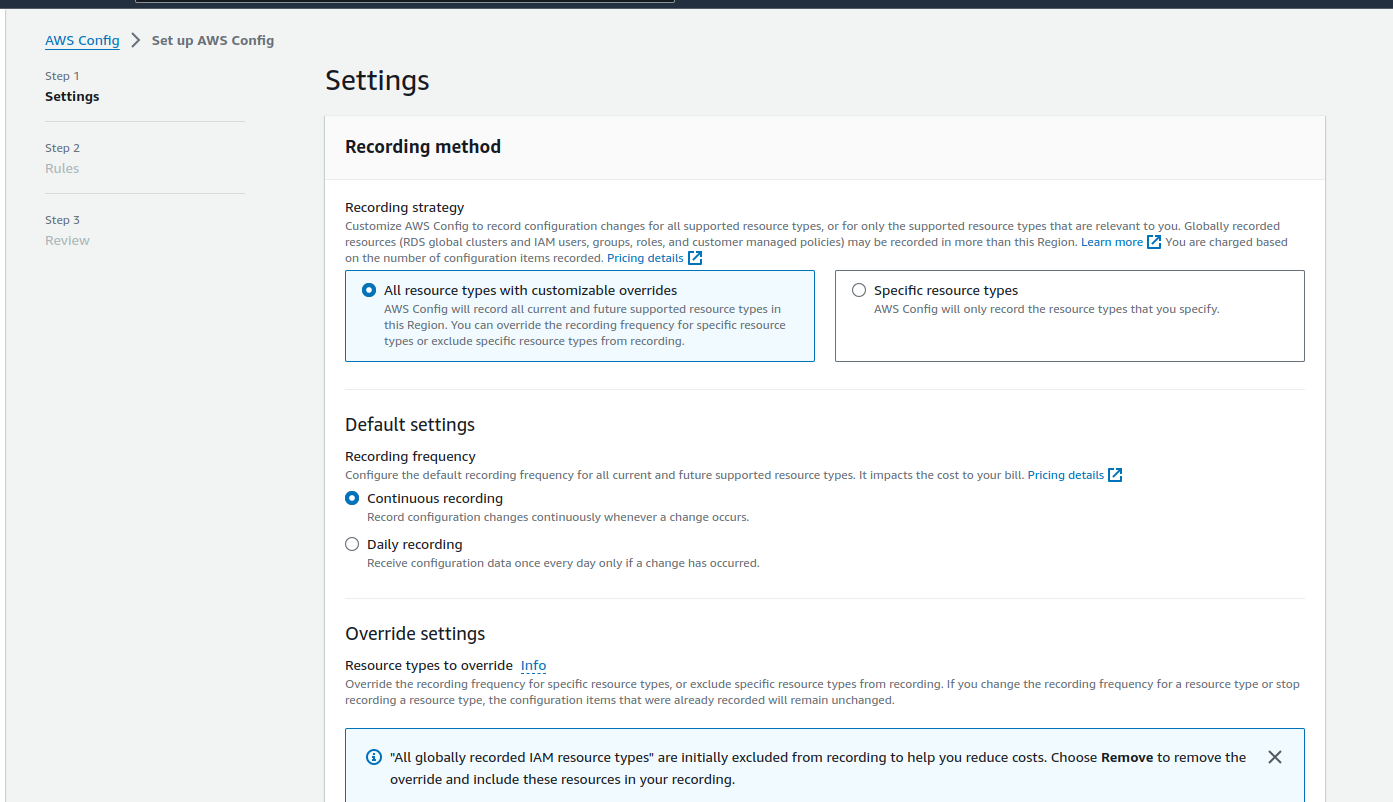 AWS Config > Set up AWS Config
Step 1
Settings
Step 2
Rules
Step 3
Review
Settings
Recording method
Recording strategy
Customize AWS Config to record configuration changes for all supported resource types, or for only the supported resource types that are relevant to you. Globally recorded
resources (RDS global clusters and IAM users, groups, roles, and customer managed policies) may be recorded in more than this Region. Learn more You are charged based
on the number of configuration items recorded. Pricing details
All resource types with customizable overrides
AWS Config will record all current and future supported resource types in
this Region. You can override the recording frequency for specific resource
types or exclude specific resource types from recording.
Specific resource types
AWS Config will only record the resource types that you specify.
Default settings
Recording frequency
Configure the default recording frequency for all current and future supported resource types. It impacts the cost to your bill. Pricing details
Continuous recording
Record configuration changes continuously whenever a change occurs.
Daily recording
Receive configuration data once every day only if a change has occurred.
Override settings
Resource types to override Info
Override the recording frequency for specific resource types, or exclude specific resource types from recording. If you change the recording frequency for a resource type or stop
recording a resource type, the configuration items that were already recorded will remain unchanged.
"All globally recorded IAM resource types" are initially excluded from recording to help you reduce costs. Choose Remove to remove the
override and include these resources in your recording.